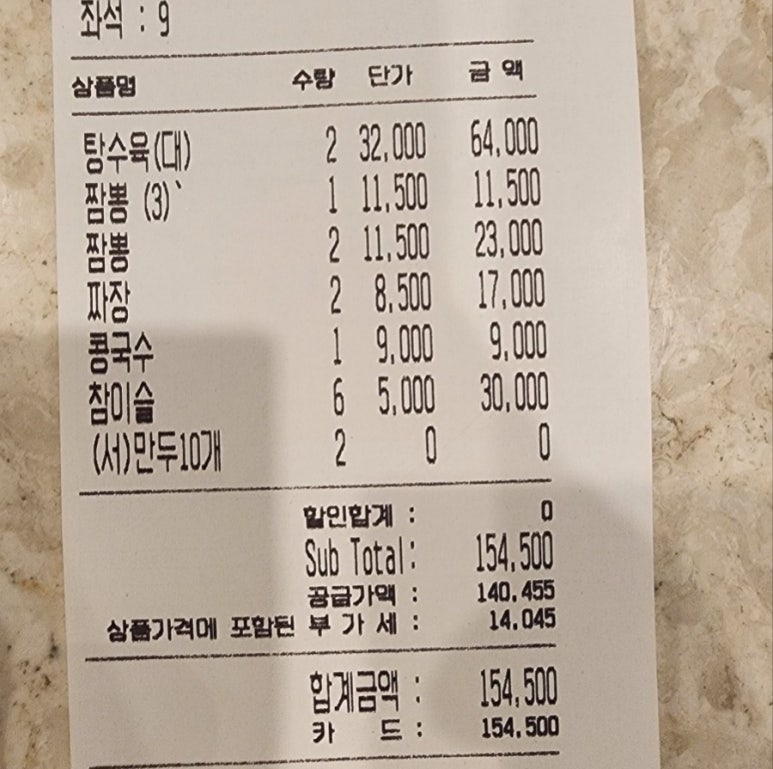 좌석 : 9
상품명 수량 단가 금 액
탕수육(대) 2 32,000 64,000
짬뽕 (3)` 1 11,500 11,500
짬뽕 2 11,500 23,000
짜장 2 8,500 17,000
콩국수 1 9,000 9,000
참이슬 6 5,000 30,000
(서)만두10개 2 0 0
할인합계 : 0
Sub Total: 154,500
공급가액 : 140,455
상품가격에 포함된 부 가 세 : 14,045
합계금액 : 154,500
카 드 : 154,500